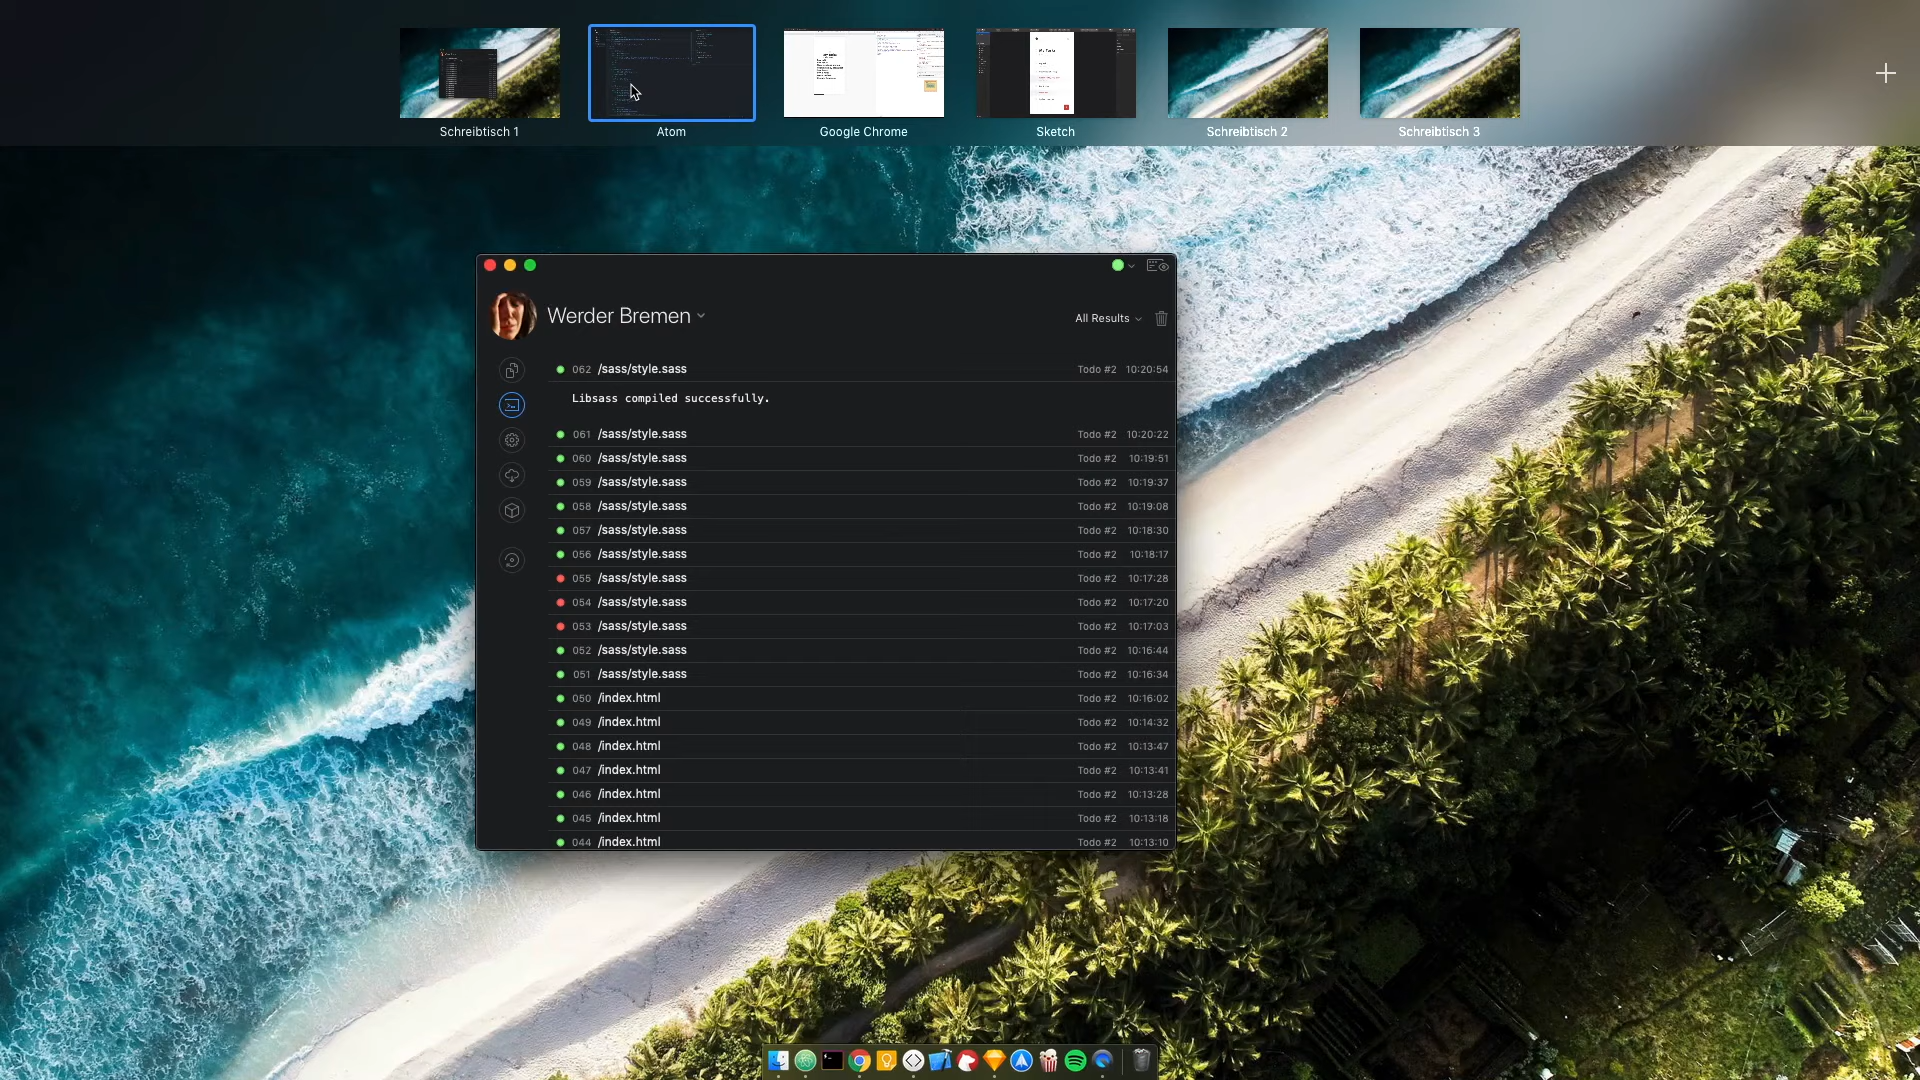 Schreibtisch 1
Atom
Google Chrome
Sketch
Schreibtisch 2
Schreibtisch 3
Werder Bremen
All Results
062 /sass/style.sass Todo #2 10:20:54
Libsass compiled successfully.
061 /sass/style.sass Todo #2 10:20:22
060 /sass/style.sass Todo #2 10:19:51
059 /sass/style.sass Todo #2 10:19:37
058 /sass/style.sass Todo #2 10:19:08
057 /sass/style.sass Todo #2 10:18:30
056 /sass/style.sass Todo #2 10:18:17
055 /sass/style.sass Todo #2 10:17:28
054 /sass/style.sass Todo #2 10:17:20
053 /sass/style.sass Todo #2 10:17:03
052 /sass/style.sass Todo #2 10:16:44
051 /sass/style.sass Todo #2 10:16:34
050 /index.html Todo #2 10:16:02
049 /index.html Todo #2 10:14:32
048 /index.html Todo #2 10:13:47
047 /index.html Todo #2 10:13:41
046 /index.html Todo #2 10:13:28
045 /index.html Todo #2 10:13:18
044 /index.html Todo #2 10:13:10